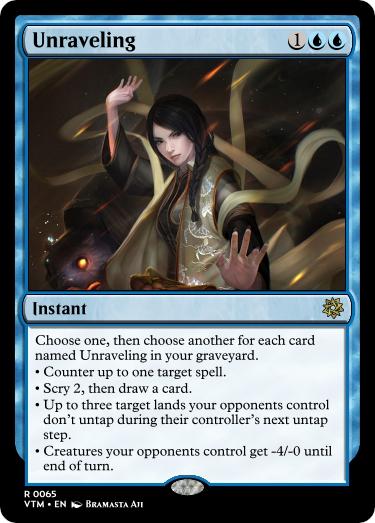 Unraveling 1
Instant
Choose one, then choose another for each card
named Unraveling in your graveyard.
• Counter up to one target spell.
• Scry 2, then draw a card.
• Up to three target lands your opponents control
don't untap during their controller's next untap
step.
• Creatures your opponents control get -4/-0 until
end of turn.
R 0065
VTM • EN Bramasta Aji